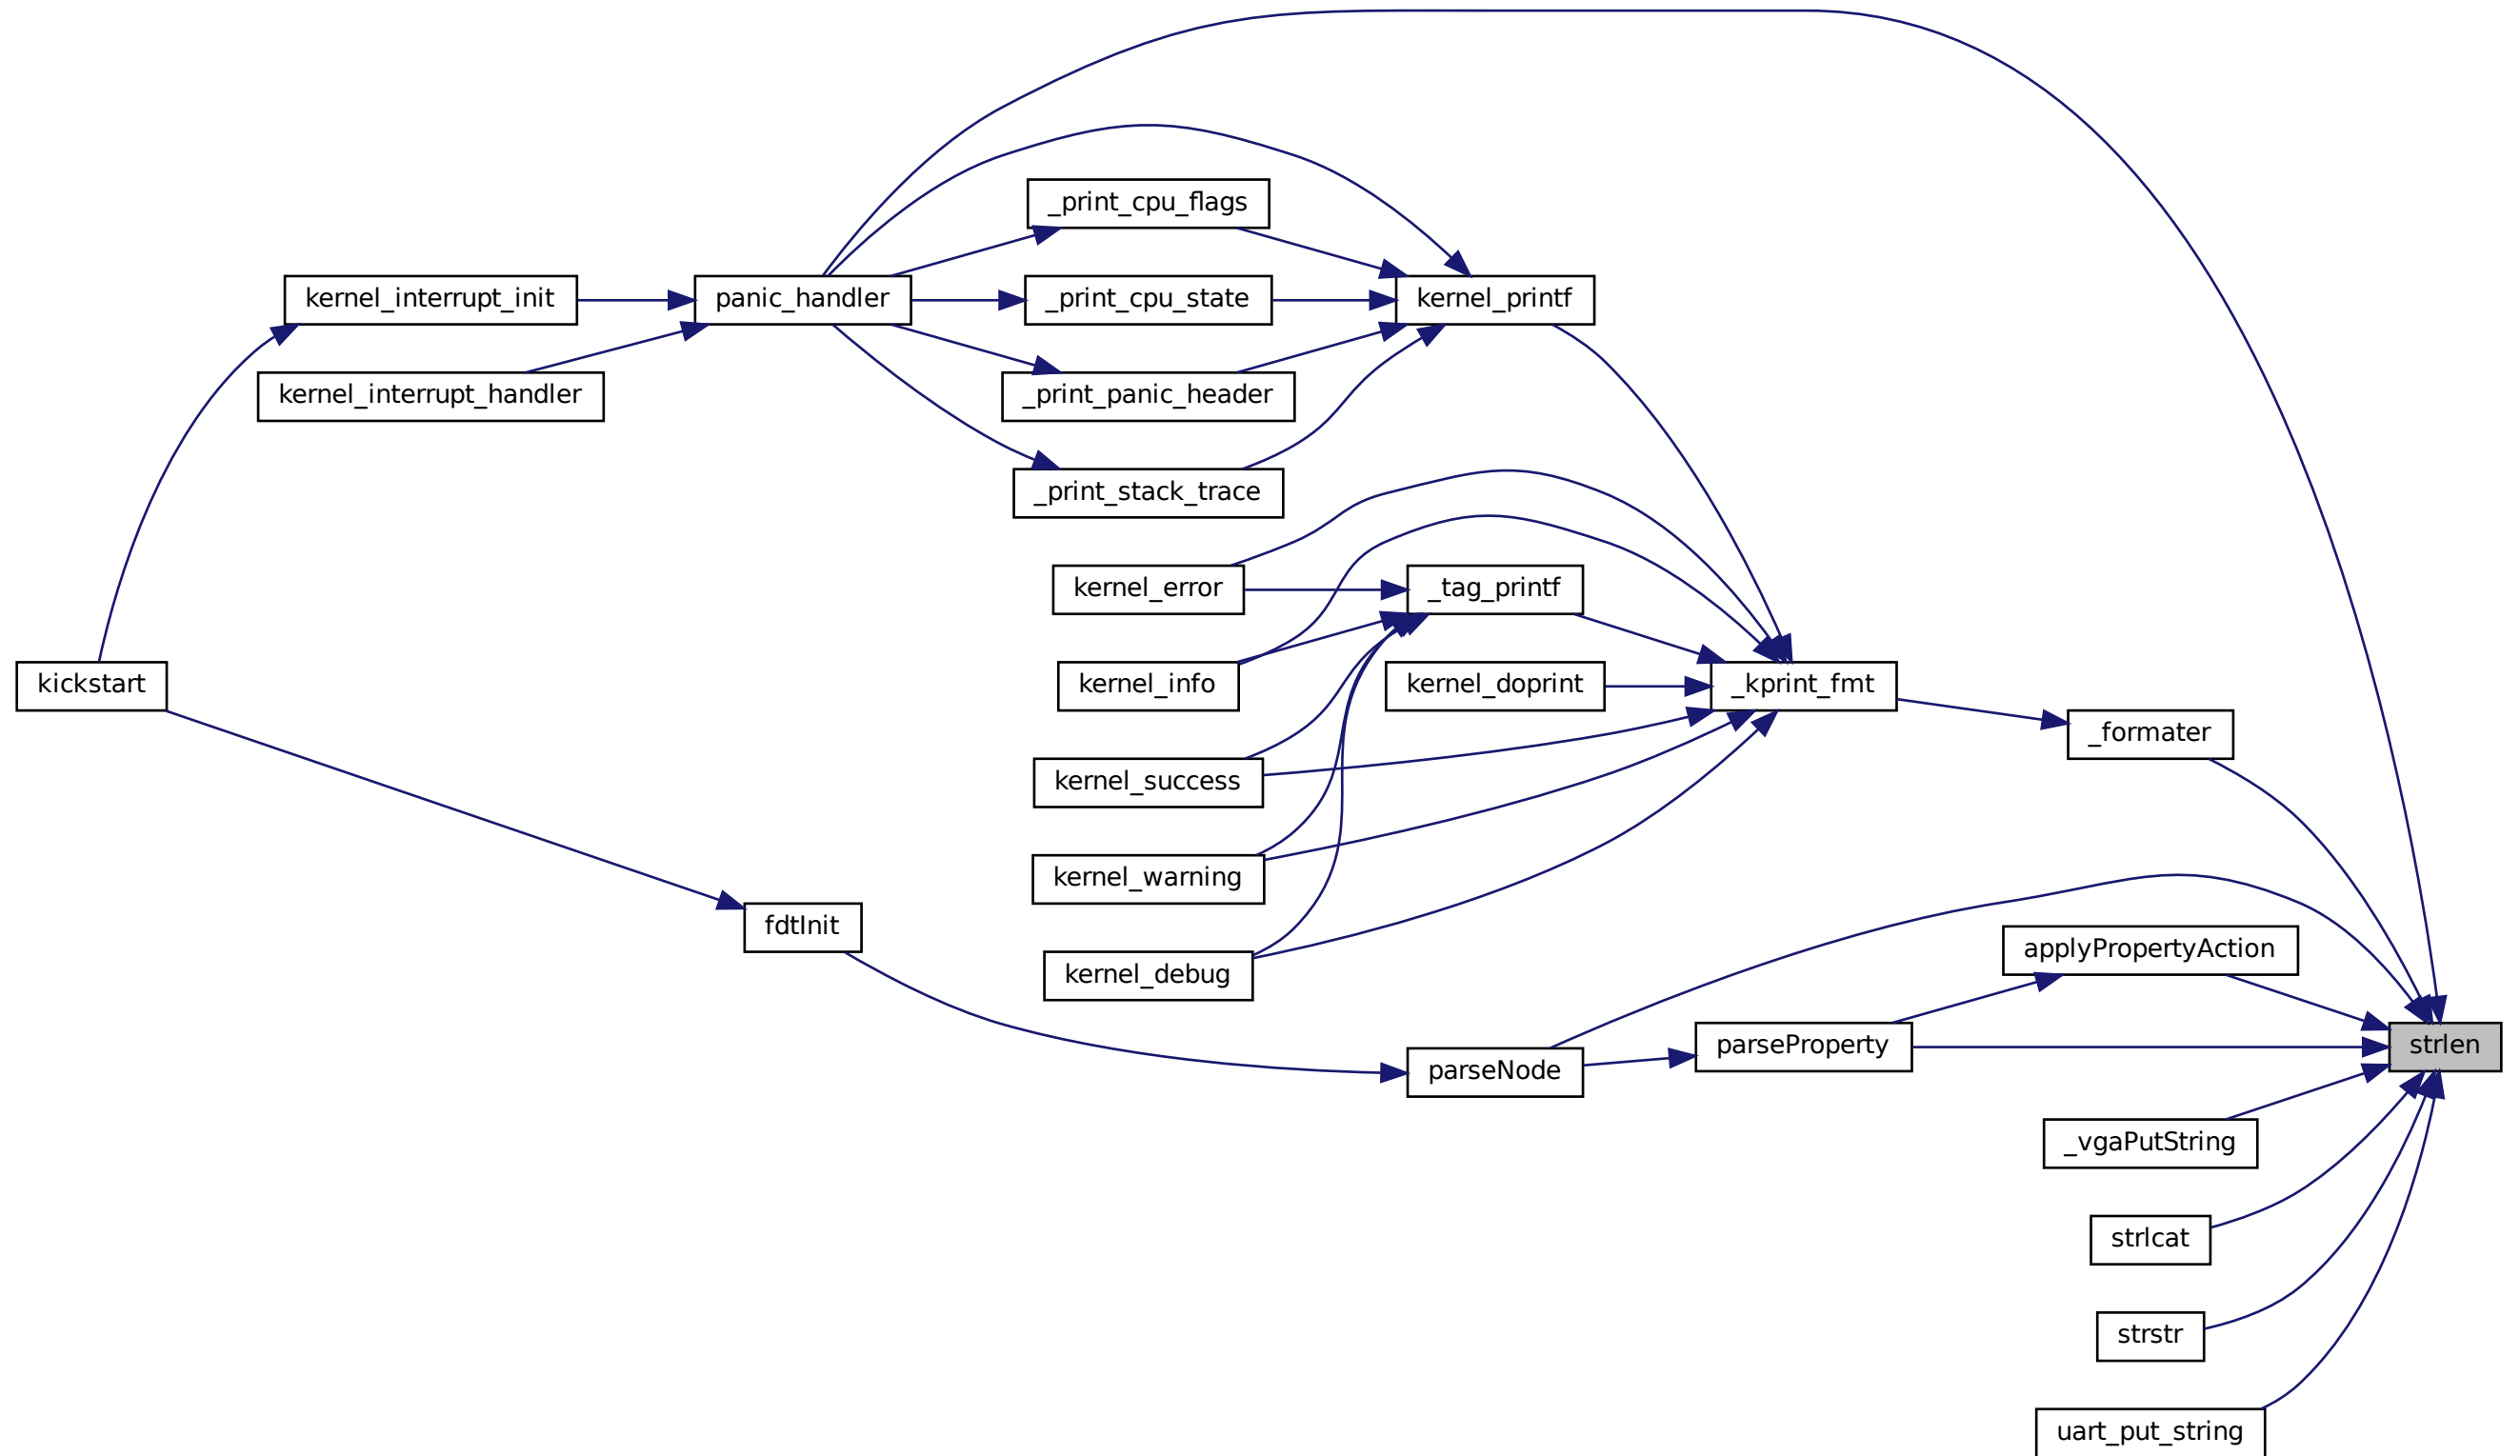 _print_cpu_flags
kernel_interrupt_init
panic_handler
_print_cpu_state
kernel_printf
kernel_interrupt_handler
_print_panic_header
_print_stack_trace
kernel_error
_tag_printf
kickstart
kernel_info
kernel_doprint
_kprint_fmt
_formater
kernel_success
kernel_warning
fdtInit
applyPropertyAction
kernel_debug
parseProperty
strlen
parseNode
_vgaPutString
strlcat
strstr
uart_put_string